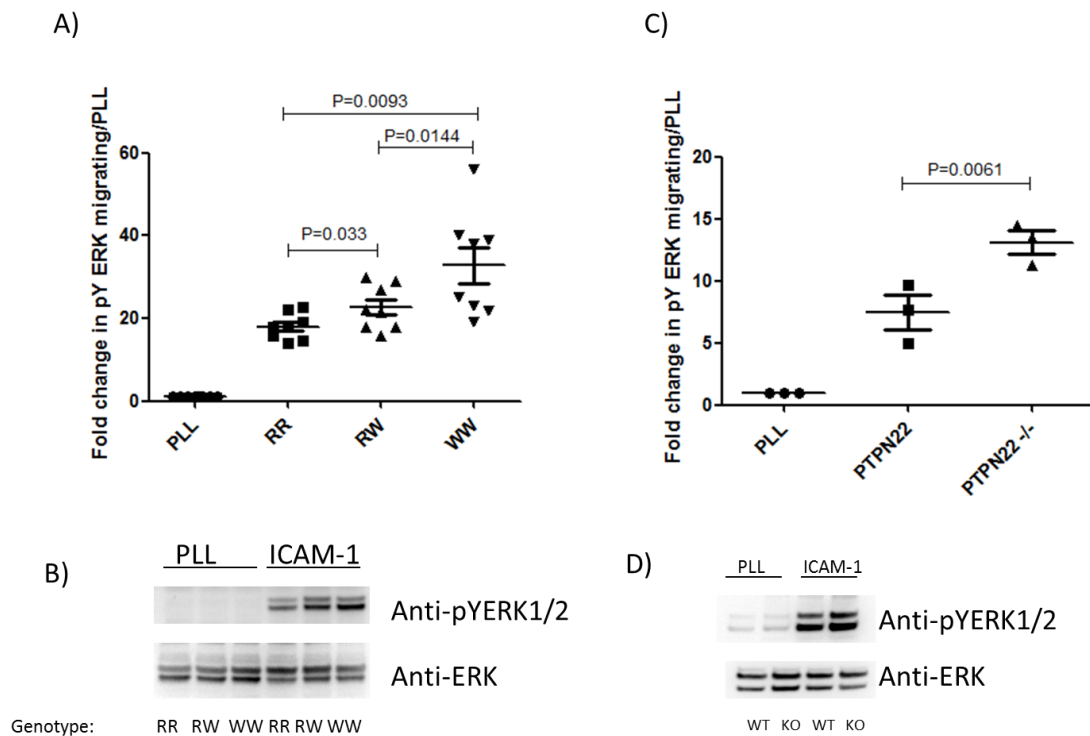 A)
Fold change in pY ERK migrating/PLL
60
40
20
0
P=0.0093
P=0.0144
P=0.033
PLL
RR
RW
WW
C)
Fold change in pY ERK migrating/PLL
20
15
10
5
0
P=0.0061
PLL
PTPN22
PTPN22 -/-
B)
PLL ICAM-1
Anti-pYERK1/2
Anti-ERK
Genotype: RR RW WW RR RW WW
D)
PLL ICAM-1
Anti-pYERK1/2
Anti-ERK
WT KO WT KO